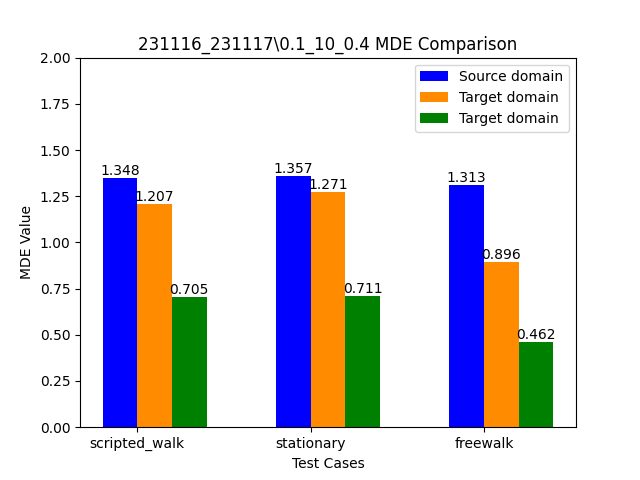 231116_231117\0.1_10_0.4 MDE Comparison
2.00
1.75
1.50
1.25
1.00
0.75
0.50
0.25
0.00
MDE Value
Source domain
Target domain
Target domain
1.348
1.207
0.705
1.357
1.271
0.711
1.313
0.896
0.462
scripted_walk
stationary
freewalk
Test Cases